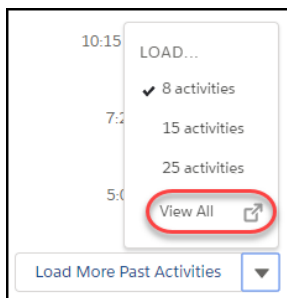 10:15
LOAD...
8 activities
7:2
15 activities
25 activities
5:0
View All
Load More Past Activities